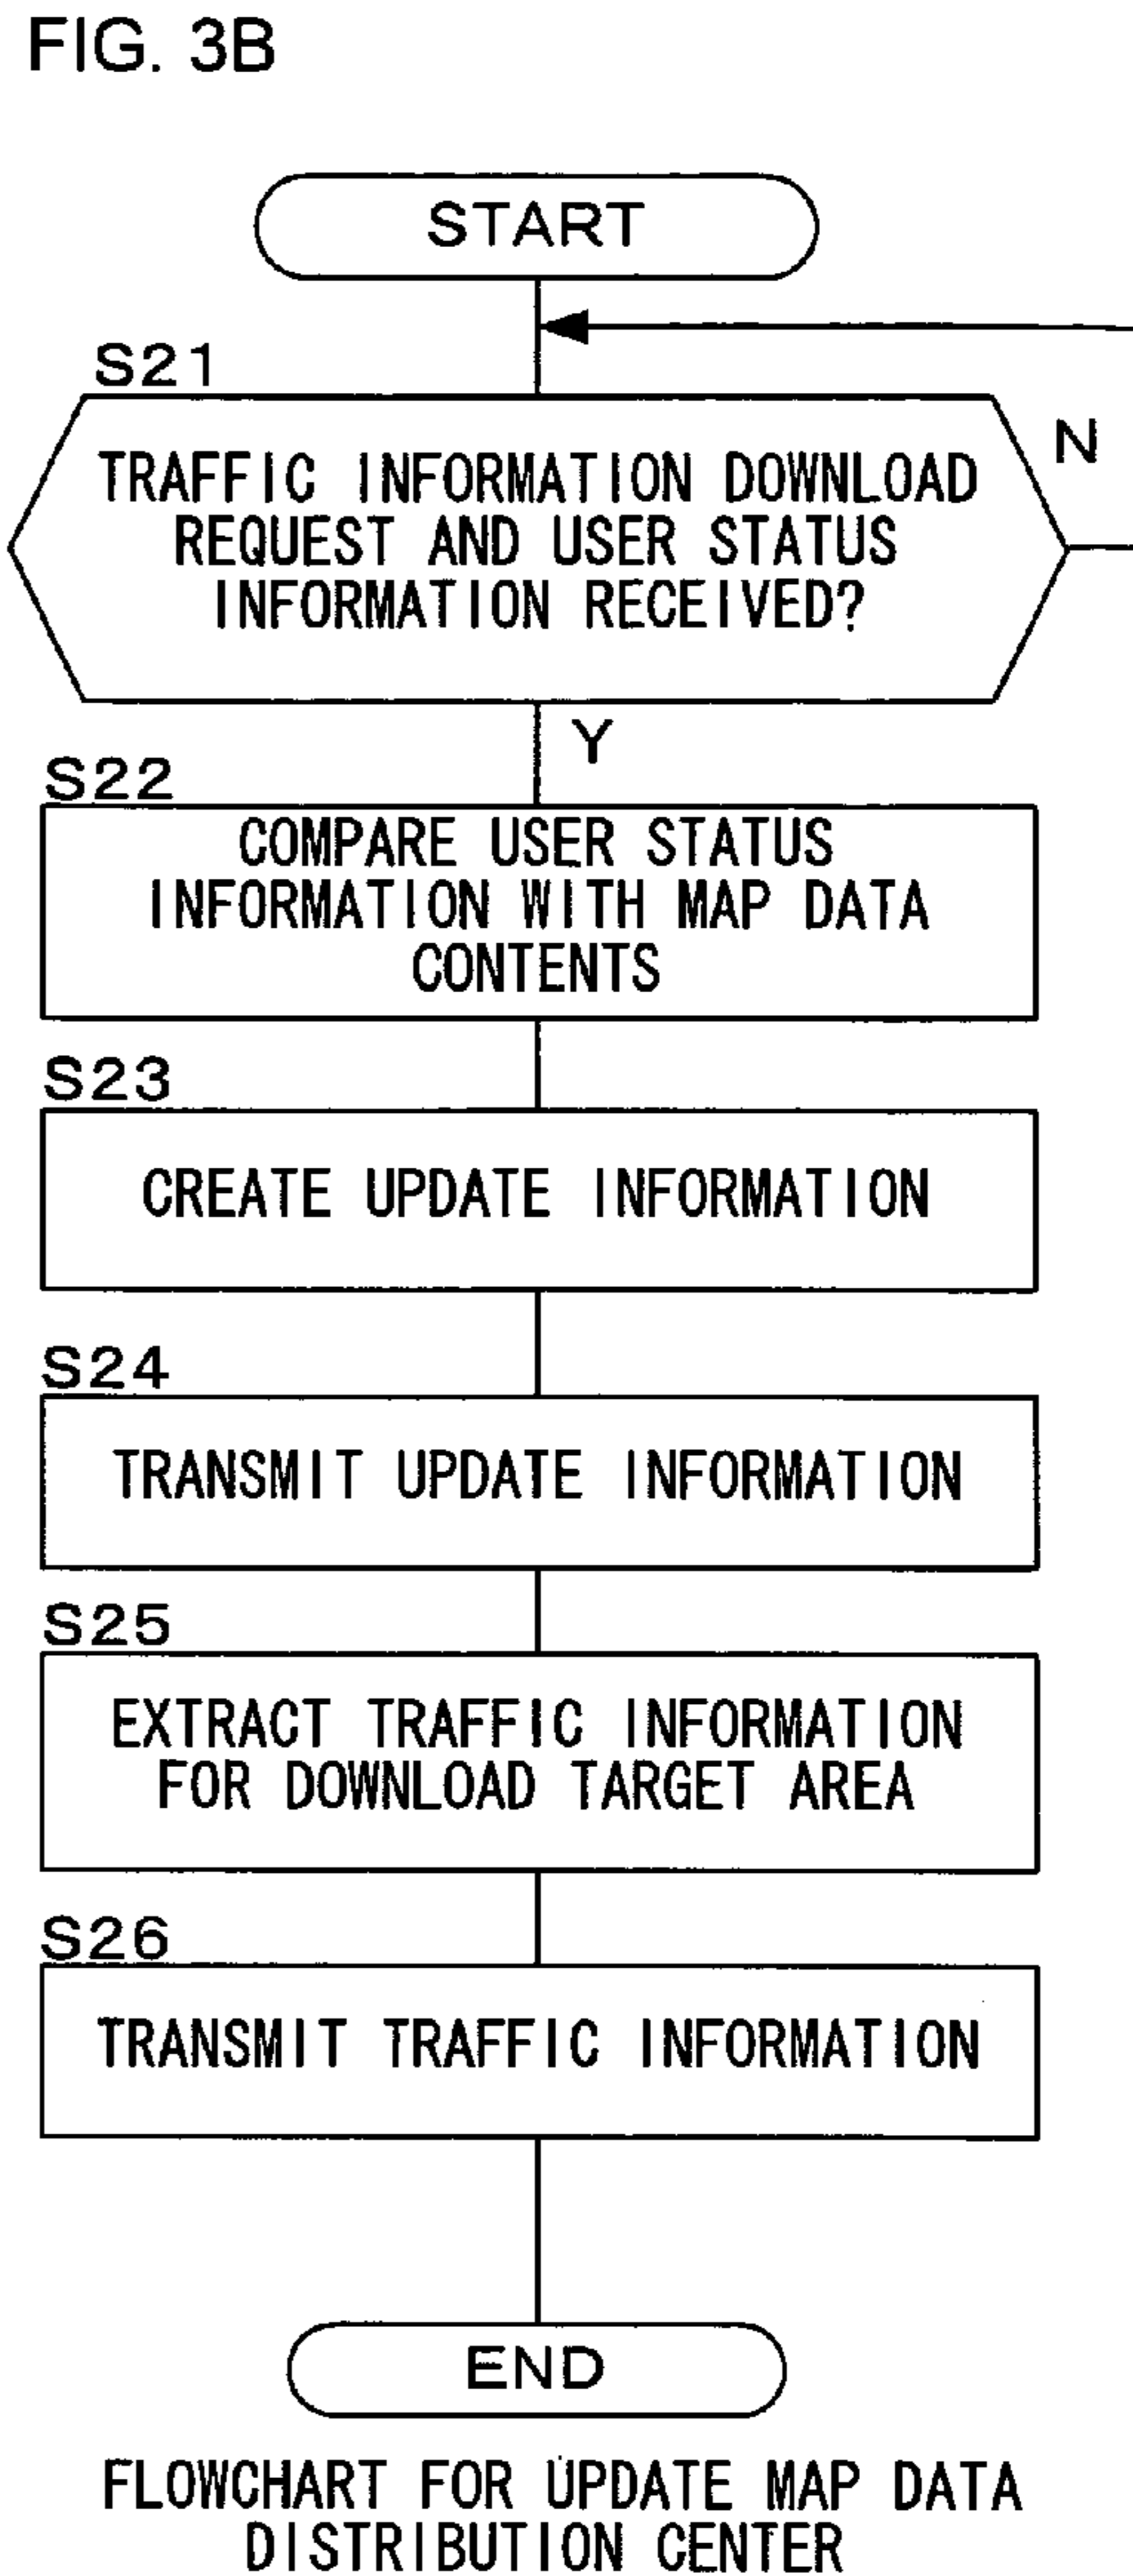 FIG. 3B
START
S21
TRAFFIC INFORMATION DOWNLOAD
REQUEST AND USER STATUS
INFORMATION RECEIVED?
N
Y
S22
COMPARE USER STATUS
INFORMATION WITH MAP DATA
CONTENTS
S23
CREATE UPDATE INFORMATION
S24
TRANSMIT UPDATE INFORMATION
S25
EXTRACT TRAFFIC INFORMATION
FOR DOWNLOAD TARGET AREA
S26
TRANSMIT TRAFFIC INFORMATION
END
FLOWCHART FOR UPDATE MAP DATA
DISTRIBUTION CENTER